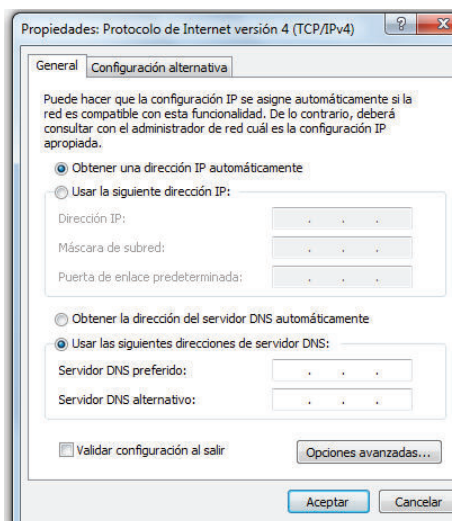 Propiedades: Protocolo de Internet versión 4 (TCP/IPv4)
General
Configuración alternativa
Puede hacer que la configuración IP se asigne automáticamente si la
red es compatible con esta funcionalidad. De lo contrario, deberá
consultar con el administrador de red cuál es la configuración IP
apropiada.
Obtener una dirección IP automáticamente
Usar la siguiente dirección IP:
Dirección IP:
Máscara de subred:
Puerta de enlace predeterminada:
Obtener la dirección del servidor DNS automáticamente
Usar las siguientes direcciones de servidor DNS:
Servidor DNS preferido:
Servidor DNS alternativo:
Validar configuración al salir
Opciones avanzadas...
Aceptar
Cancelar